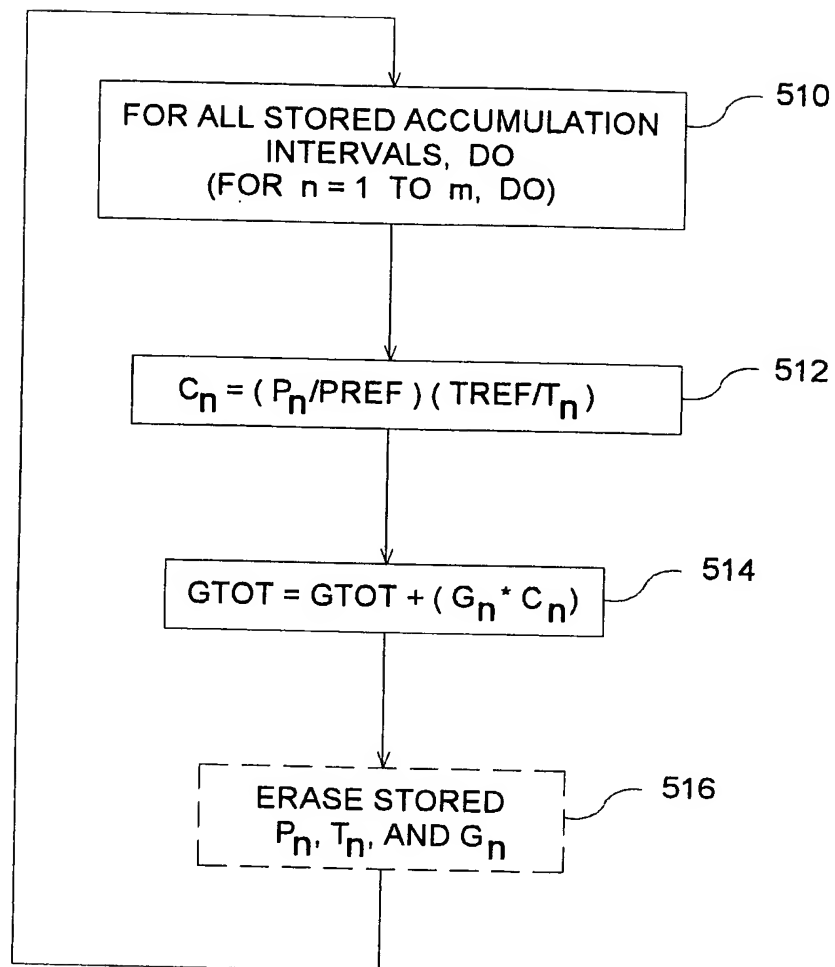 510
FOR ALL STORED ACCUMULATION
INTERVALS, DO
(FOR n = 1 TO m, DO)
512
Cn = ( Pn/PREF ) ( TREF/Tn )
514
GTOT = GTOT + ( Gn * Cn )
516
ERASE STORED
Pn, Tn, AND Gn